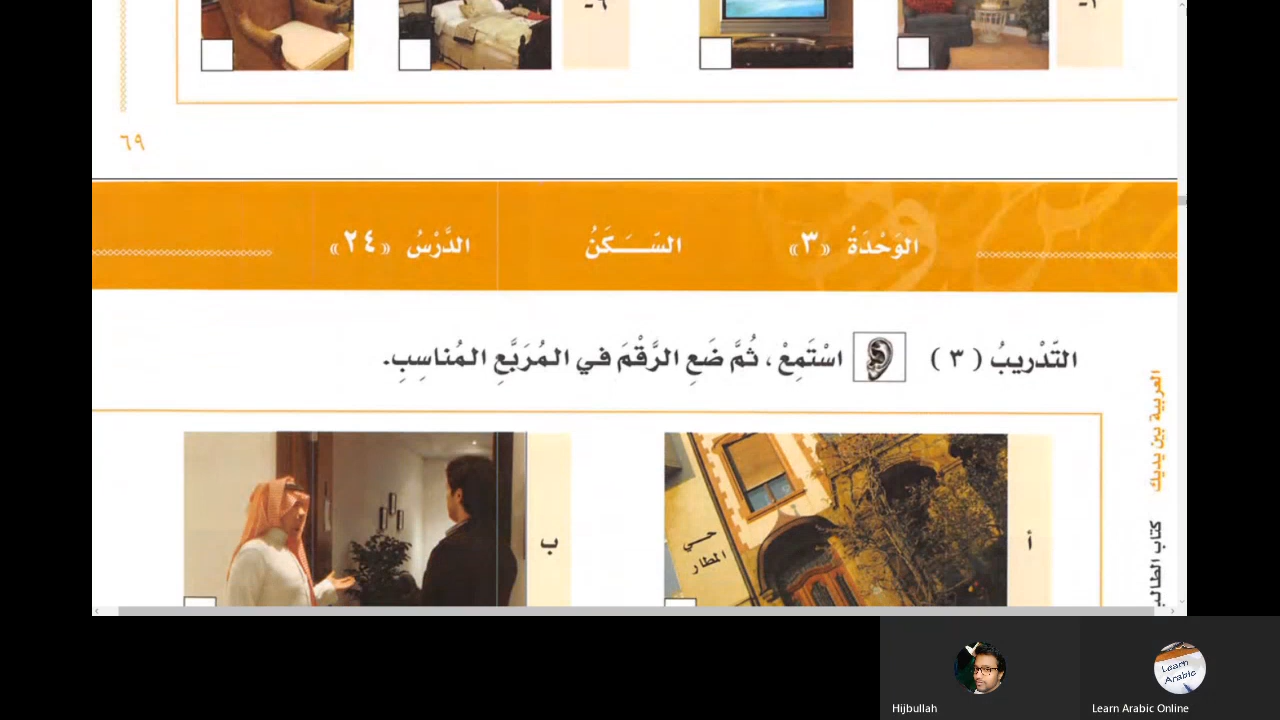 ٦٩
الوَحْدَةُ «٣» السَّـــكَنُ الدَّرْسُ «٢٤»
التَّدْرِيبُ ( ٣ ) اسْتَمِعْ ، ثُمَّ ضَعِ الرَّقْمَ في المُرَبَّعِ المُناسِبِ.
أ
حي
المطار
ب
العربية بين يديك
كتاب الطالب
Learn
Arabic
Hijbullah
Learn Arabic Online